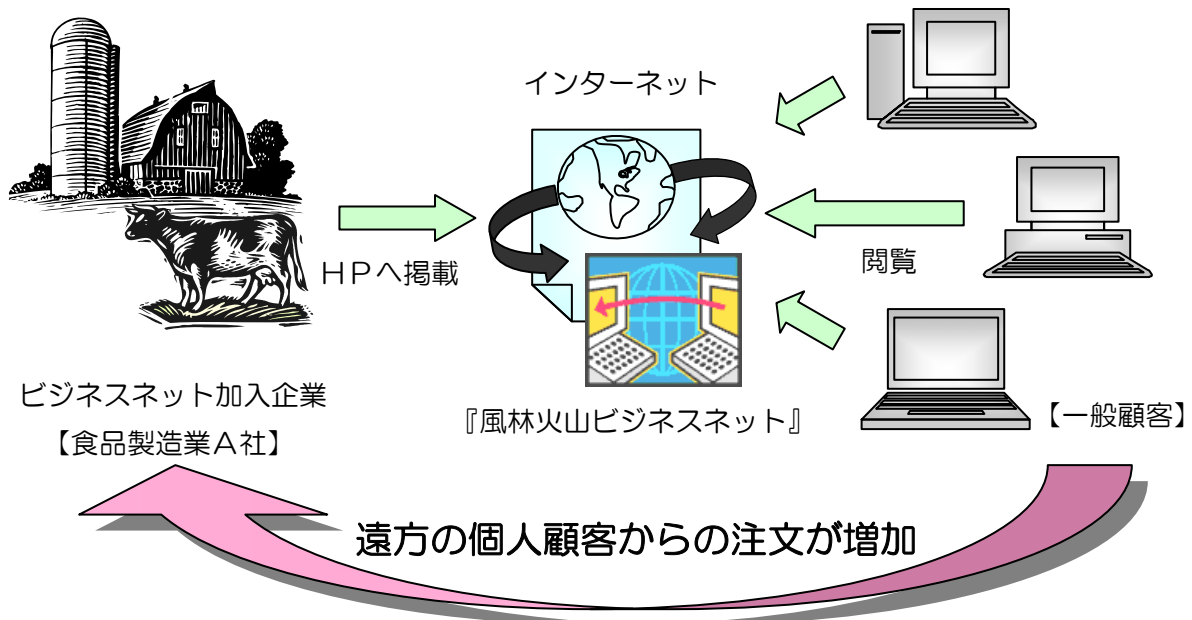 インターネット
HPへ掲載
閲覧
ビジネスネット加入企業
【食品製造業A社】
『風林火山ビジネスネット』
【一般顧客】
遠方の個人顧客からの注文が増加